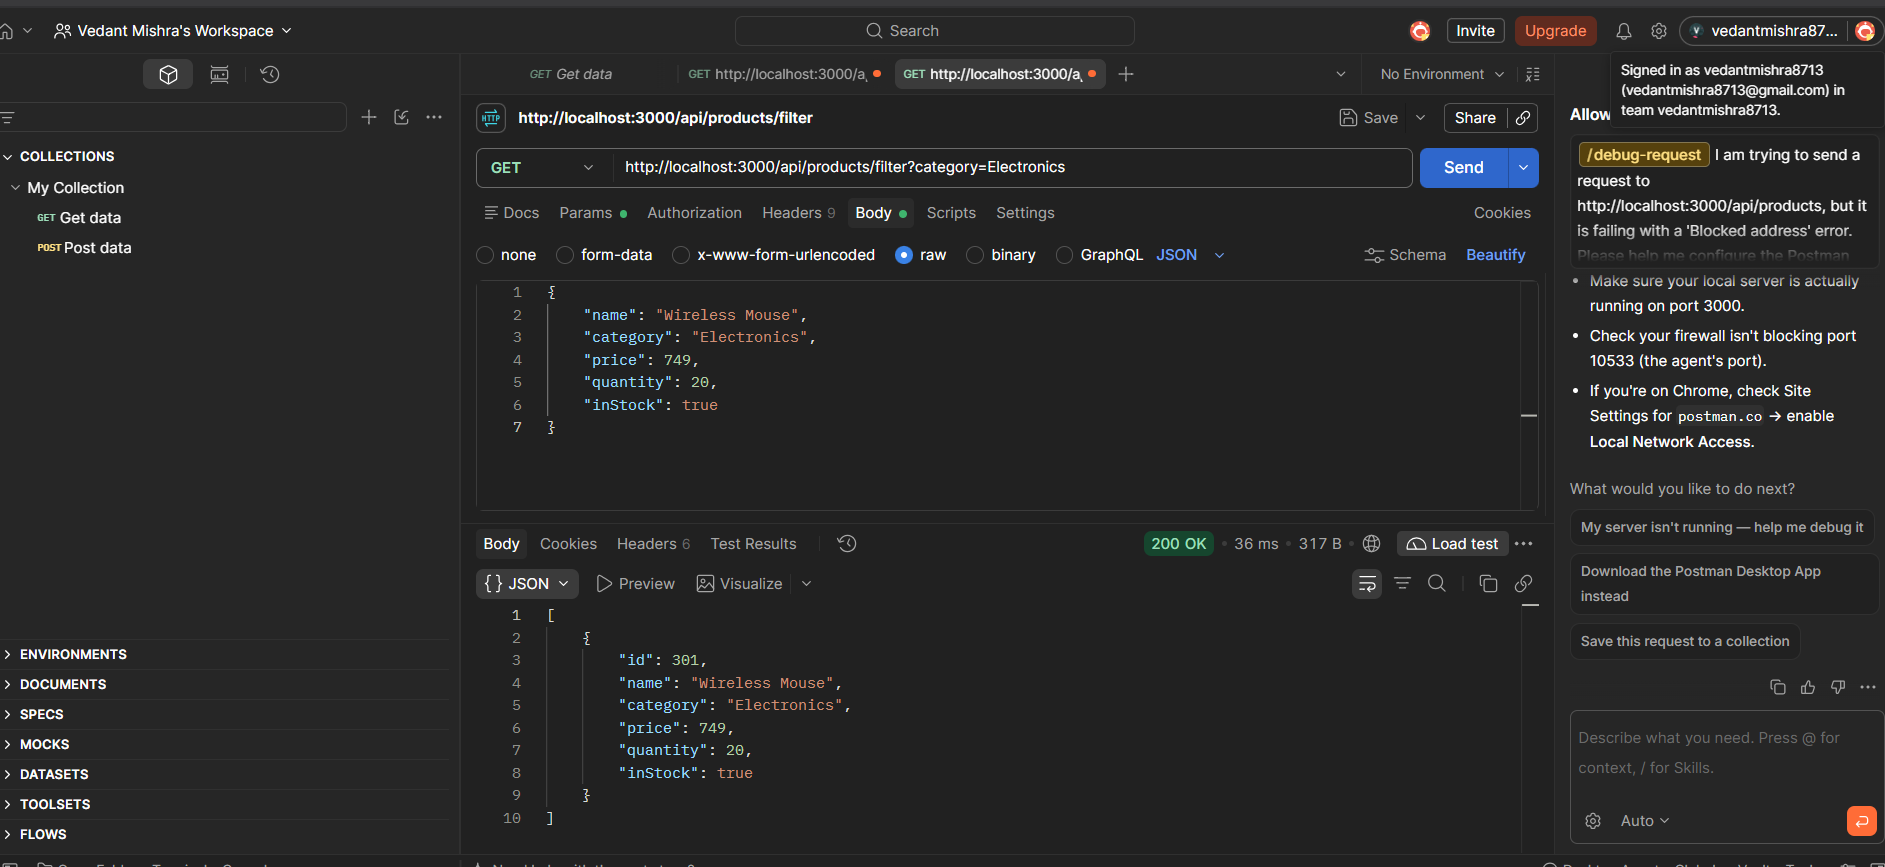 Vedant Mishra's Workspace
Search
Invite
Upgrade
vedantmishra87...
Signed in as vedantmishra8713
(vedantmishra8713@gmail.com) in
team vedantmishra8713.
GET Get data
GET http://localhost:3000/a
GET http://localhost:3000/a
No Environment
HTTP http://localhost:3000/api/products/filter
Save
Share
GET
http://localhost:3000/api/products/filter?category=Electronics
Send
Docs Params Authorization Headers 9 Body Scripts Settings
Cookies
none form-data x-www-form-urlencoded raw binary GraphQL JSON
Schema Beautify
1 {
2 "name": "Wireless Mouse",
3 "category": "Electronics",
4 "price": 749,
5 "quantity": 20,
6 "inStock": true
7 }
Body Cookies Headers 6 Test Results
200 OK • 36 ms • 317 B
Load test
{} JSON Preview Visualize
1 [
2 {
3 "id": 301,
4 "name": "Wireless Mouse",
5 "category": "Electronics",
6 "price": 749,
7 "quantity": 20,
8 "inStock": true
9 }
10 ]
COLLECTIONS
My Collection
GET Get data
POST Post data
ENVIRONMENTS
DOCUMENTS
SPECS
MOCKS
DATASETS
TOOLSETS
FLOWS
Allow
/debug-request I am trying to send a
request to
http://localhost:3000/api/products, but it
is failing with a 'Blocked address' error.
Please help me configure the Postman
• Make sure your local server is actually
running on port 3000.
• Check your firewall isn't blocking port
10533 (the agent's port).
• If you're on Chrome, check Site
Settings for postman.co → enable
Local Network Access.
What would you like to do next?
My server isn't running — help me debug it
Download the Postman Desktop App
instead
Save this request to a collection
Describe what you need. Press @ for
context, / for Skills.
Auto